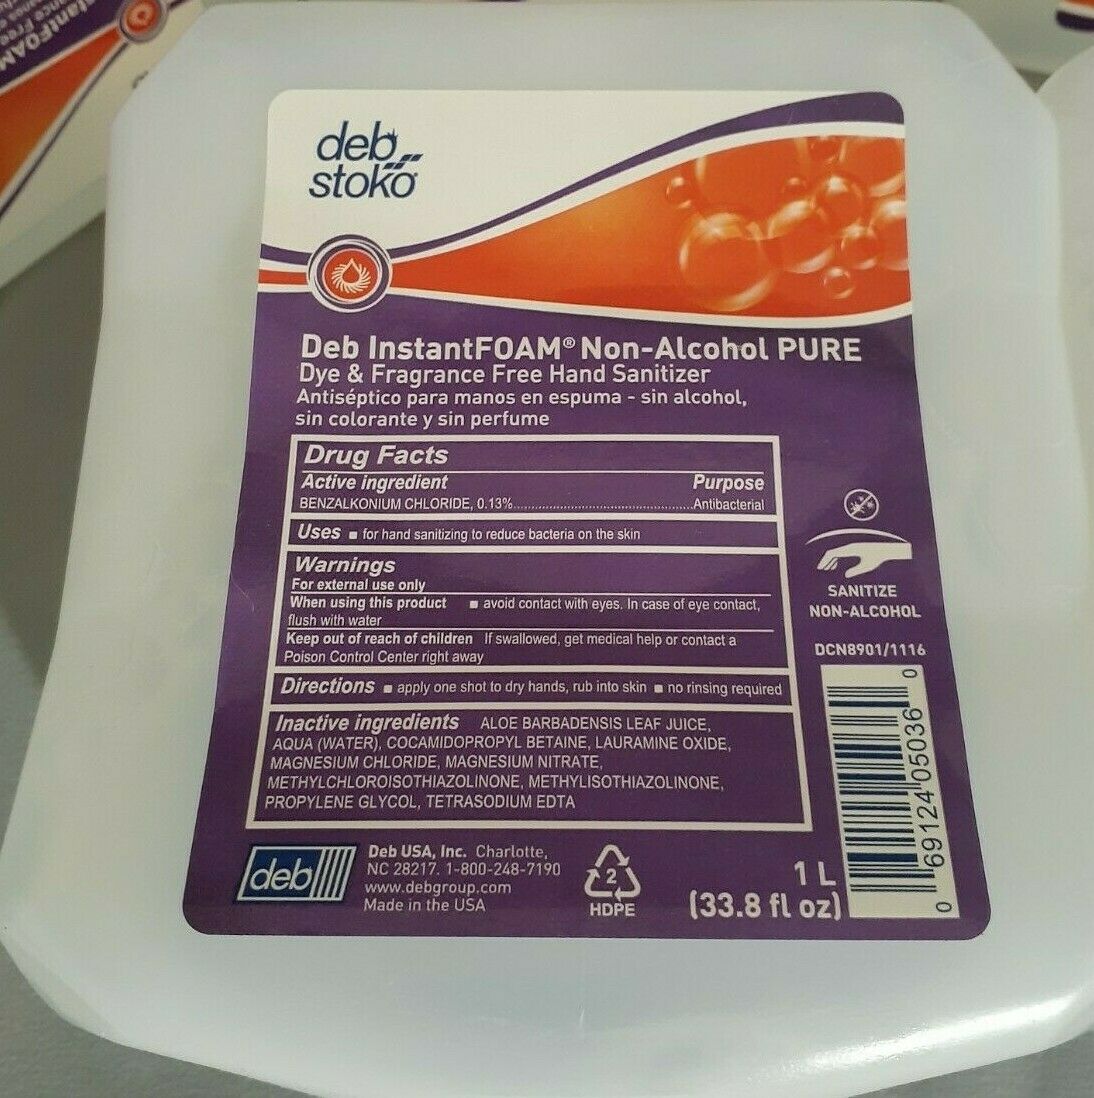 deb
stoko
Deb InstantFOAM® Non-Alcohol PURE
Dye & Fragrance Free Hand Sanitizer
Antiséptico para manos en espuma - sin alcohol,
sin colorante y sin perfume
Drug Facts
Active ingredient Purpose
BENZALKONIUM CHLORIDE, 0.13%..........Antibacterial
Uses ■ for hand sanitizing to reduce bacteria on the skin
Warnings
For external use only
When using this product ■ avoid contact with eyes. In case of eye contact,
flush with water
Keep out of reach of children If swallowed, get medical help or contact a
Poison Control Center right away
Directions ■ apply one shot to dry hands, rub into skin ■ no rinsing required
Inactive ingredients ALOE BARBADENSIS LEAF JUICE,
AQUA (WATER), COCAMIDOPROPYL BETAINE, LAURAMINE OXIDE,
MAGNESIUM CHLORIDE, MAGNESIUM NITRATE,
METHYLCHLOROISOTHIAZOLINONE, METHYLISOTHIAZOLINONE,
PROPYLENE GLYCOL, TETRASODIUM EDTA
SANITIZE
NON-ALCOHOL
DCN8901/1116
0 69124 05036 0
deb
Deb USA, Inc. Charlotte,
NC 28217. 1-800-248-7190
www.debgroup.com
Made in the USA
2
HDPE
1 L
(33.8 fl oz)
InstantFOAM